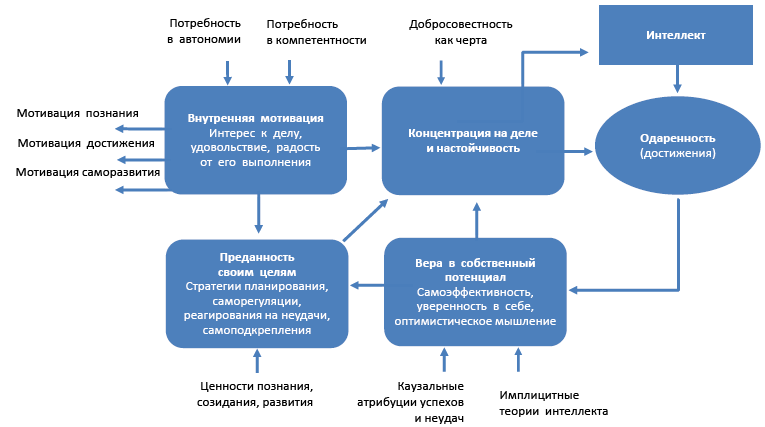 Потребность
в автономии
Потребность
в компетентности
Добросовестность
как черта
Интеллект
Мотивация познания
Мотивация достижения
Мотивация саморазвития
Внутренняя мотивация
Интерес к делу,
удовольствие, радость
от его выполнения
Концентрация на деле
и настойчивость
Одаренность
(достижения)
Преданность
своим целям
Стратегии планирования,
саморегуляции,
реагирования на неудачи,
самоподкрепления
Вера в собственный
потенциал
Самоэффективность,
уверенность в себе,
оптимистическое мышление
Ценности познания,
созидания, развития
Каузальные
атрибуции успехов
и неудач
Имплицитные
теории интеллекта